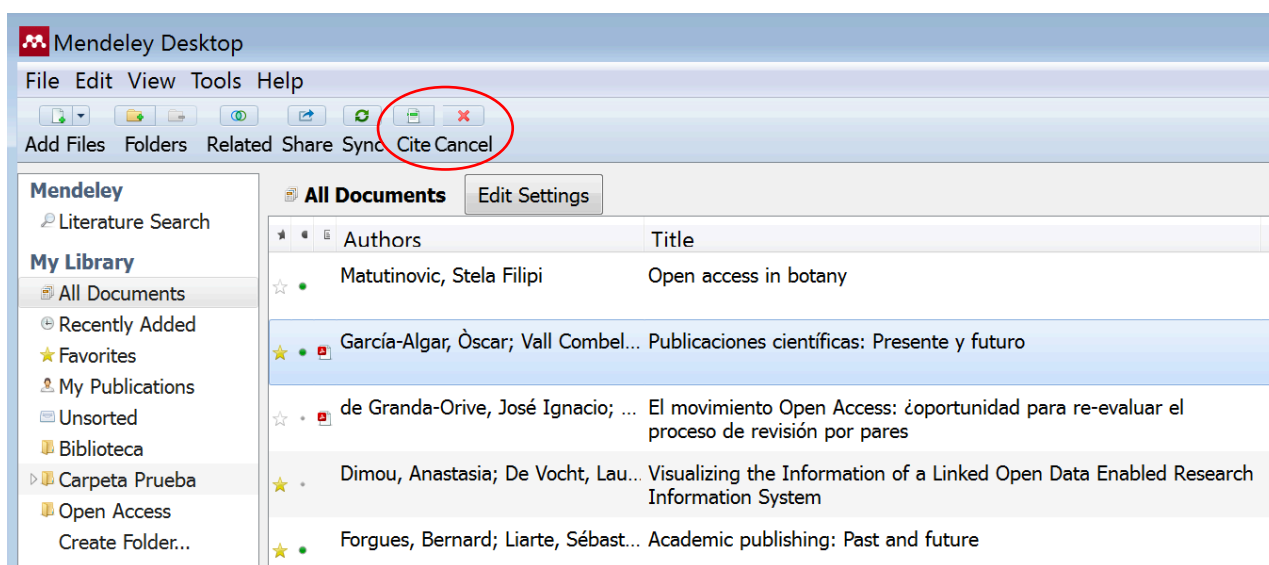 Mendeley Desktop
File Edit View Tools Help
Add Files Folders Related Share Sync Cite Cancel
Mendeley
Literature Search
My Library
All Documents
Recently Added
Favorites
My Publications
Unsorted
Biblioteca
Carpeta Prueba
Open Access
Create Folder...
All Documents Edit Settings
Authors Title
Matutinovic, Stela Filipi Open access in botany
García-Algar, Òscar; Vall Combel... Publicaciones científicas: Presente y futuro
de Granda-Orive, José Ignacio; ... El movimiento Open Access: ¿oportunidad para re-evaluar el
proceso de revisión por pares
Dimou, Anastasia; De Vocht, Lau... Visualizing the Information of a Linked Open Data Enabled Research
Information System
Forgues, Bernard; Liarte, Sébast... Academic publishing: Past and future